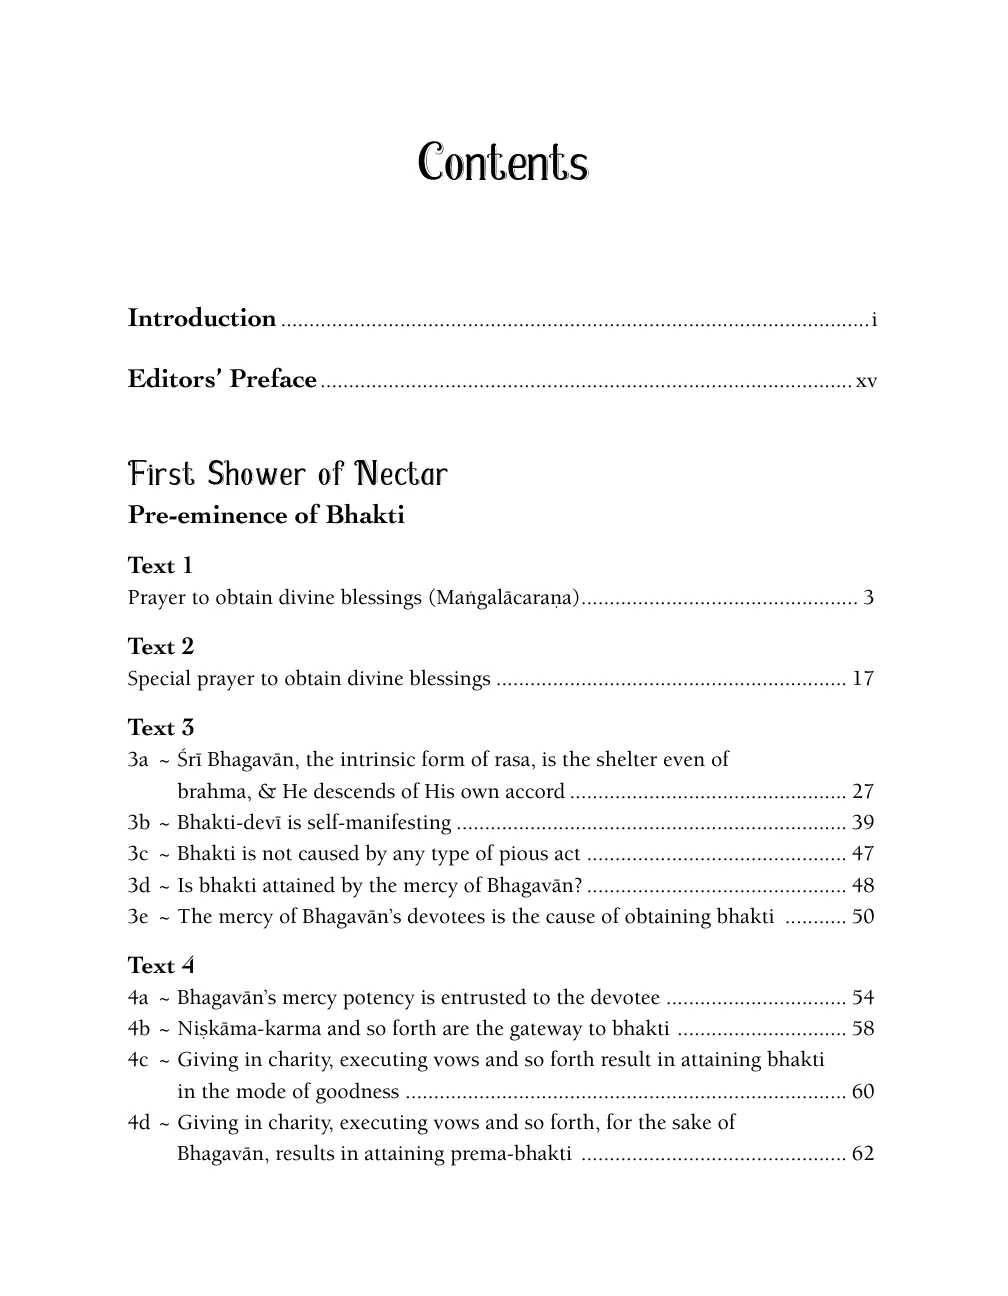 Contents
Introduction ........................................................................................................i
Editors’ Preface ..............................................................................................xv
First Shower of Nectar
Pre-eminence of Bhakti
Text 1
Prayer to obtain divine blessings (Maṅgalācaraṇa)................................................. 3
Text 2
Special prayer to obtain divine blessings .............................................................. 17
Text 3
3a ~ Śrī Bhagavān, the intrinsic form of rasa, is the shelter even of
brahma, & He descends of His own accord ................................................. 27
3b ~ Bhakti-devī is self-manifesting ..................................................................... 39
3c ~ Bhakti is not caused by any type of pious act .............................................. 47
3d ~ Is bhakti attained by the mercy of Bhagavān? .............................................. 48
3e ~ The mercy of Bhagavān’s devotees is the cause of obtaining bhakti ........... 50
Text 4
4a ~ Bhagavān’s mercy potency is entrusted to the devotee ................................ 54
4b ~ Niṣkāma-karma and so forth are the gateway to bhakti .............................. 58
4c ~ Giving in charity, executing vows and so forth result in attaining bhakti
in the mode of goodness .............................................................................. 60
4d ~ Giving in charity, executing vows and so forth, for the sake of
Bhagavān, results in attaining prema-bhakti ............................................... 62